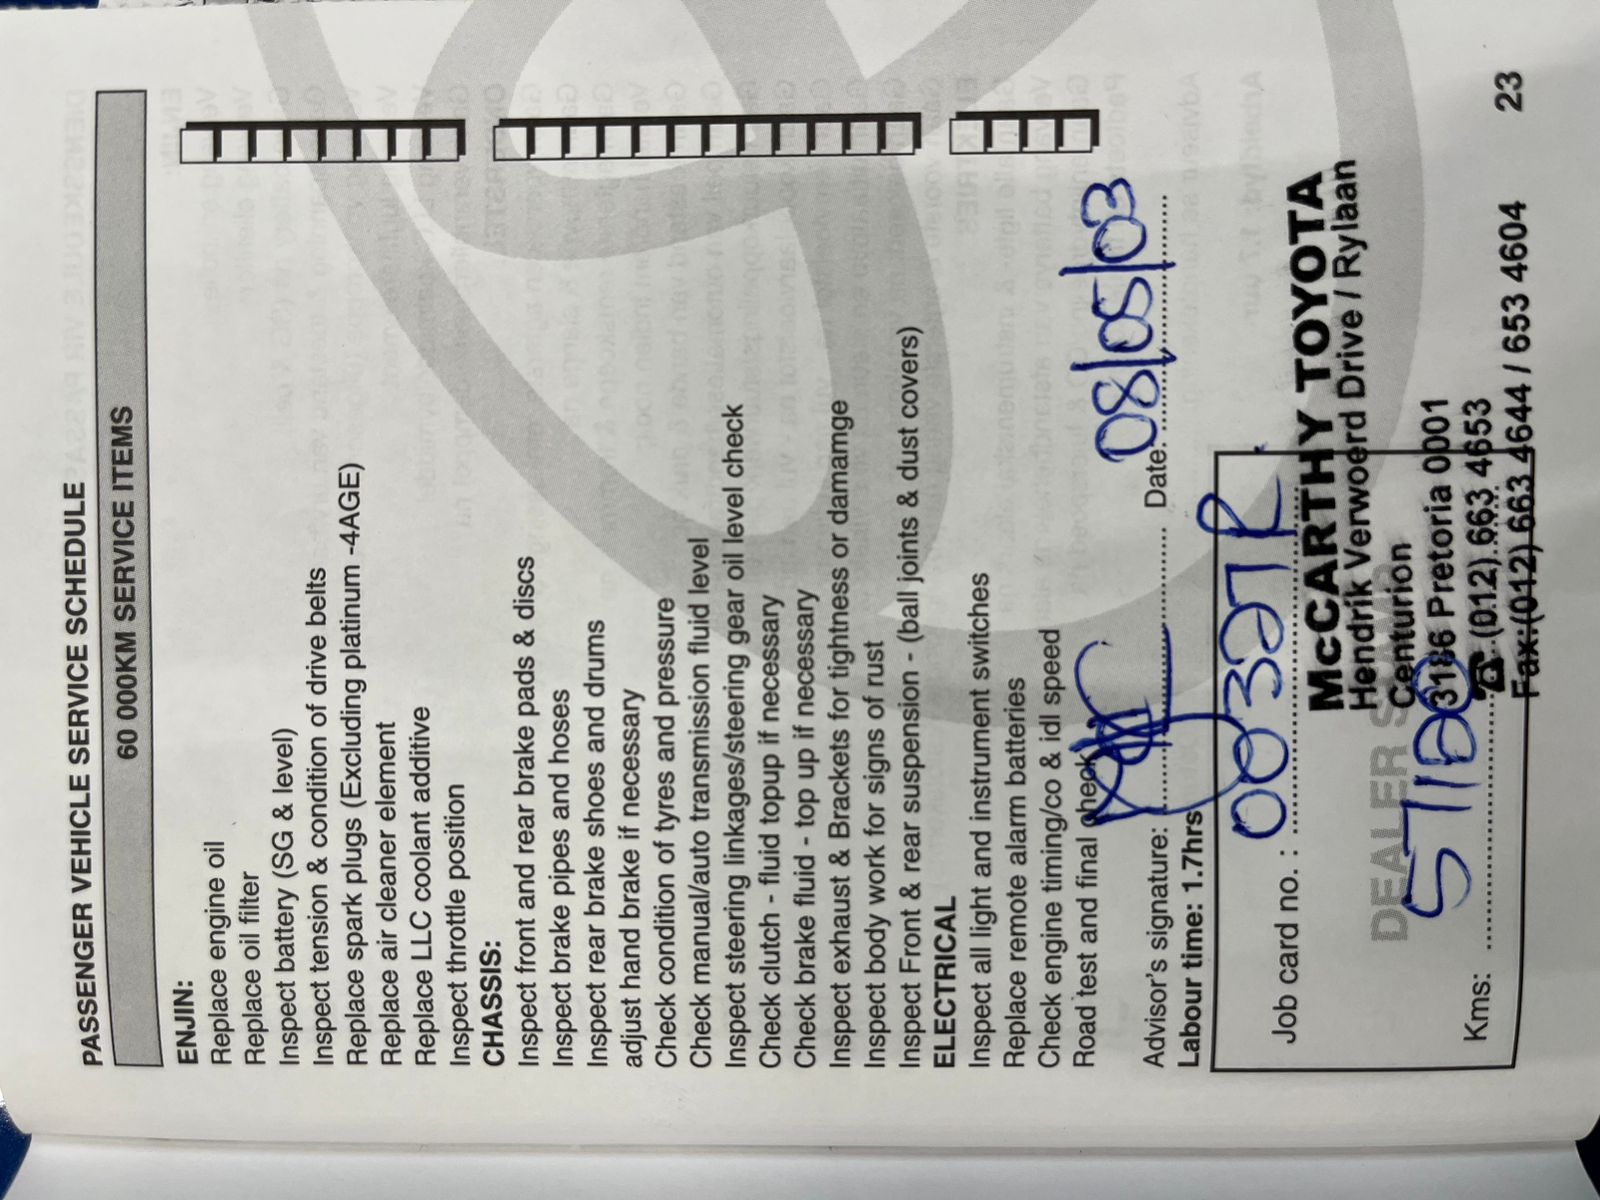 PASSENGER VEHICLE SERVICE SCHEDULE
60 000KM SERVICE ITEMS
ENJIN:
Replace engine oil
Replace oil filter
Inspect battery (SG & level)
Inspect tension & condition of drive belts
Replace spark plugs (Excluding platinum -4AGE)
Replace air cleaner element
Replace LLC coolant additive
Inspect throttle position
CHASSIS:
Inspect front and rear brake pads & discs
Inspect brake pipes and hoses
Inspect rear brake shoes and drums
adjust hand brake if necessary
Check condition of tyres and pressure
Check manual/auto transmission fluid level
Inspect steering linkages/steering gear oil level check
Check clutch - fluid topup if necessary
Check brake fluid - top up if necessary
Inspect exhaust & Brackets for tightness or damamge
Inspect body work for signs of rust
Inspect Front & rear suspension - (ball joints & dust covers)
ELECTRICAL
Inspect all light and instrument switches
Replace remote alarm batteries
Check engine timing/co & idl speed
Road test and final check
Advisor's signature: Date: 08/05/03
Labour time: 1.7hrs
Job card no. : 00327R
McCARTHY TOYOTA
Hendrik Verwoerd Drive / Rylaan
DEALER STAMP
Centurion
3186 Pretoria 0001
Kms:
☎:(012) 663 4653
Fax:(012) 663 4644 / 653 4604
23